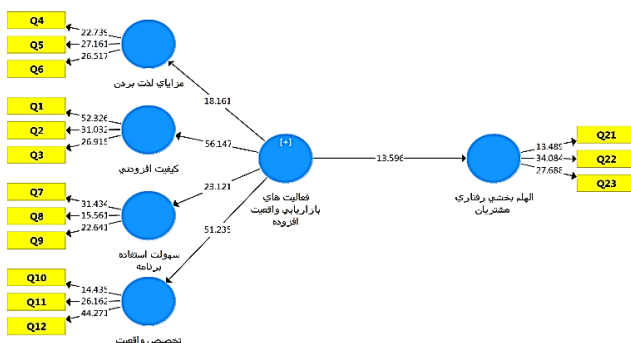 Q4
22.739
Q5
27.161
Q6
26.517
مزاياي لذت بردن
18.161
Q1
52.326
Q2
31.032
Q3
26.915
كيفيت افزودني
56.147
[+]
فعاليت هاي
بازاريابي واقعيت
افزوده
13.596
Q21
13.489
Q22
34.084
Q23
27.688
الهام بخشي رفتاري
مشتريان
Q7
31.434
Q8
15.561
Q9
22.641
سهولت استفاده
برنامه
23.121
Q10
14.435
Q11
26.162
Q12
44.271
51.235
تخصص واقعيت